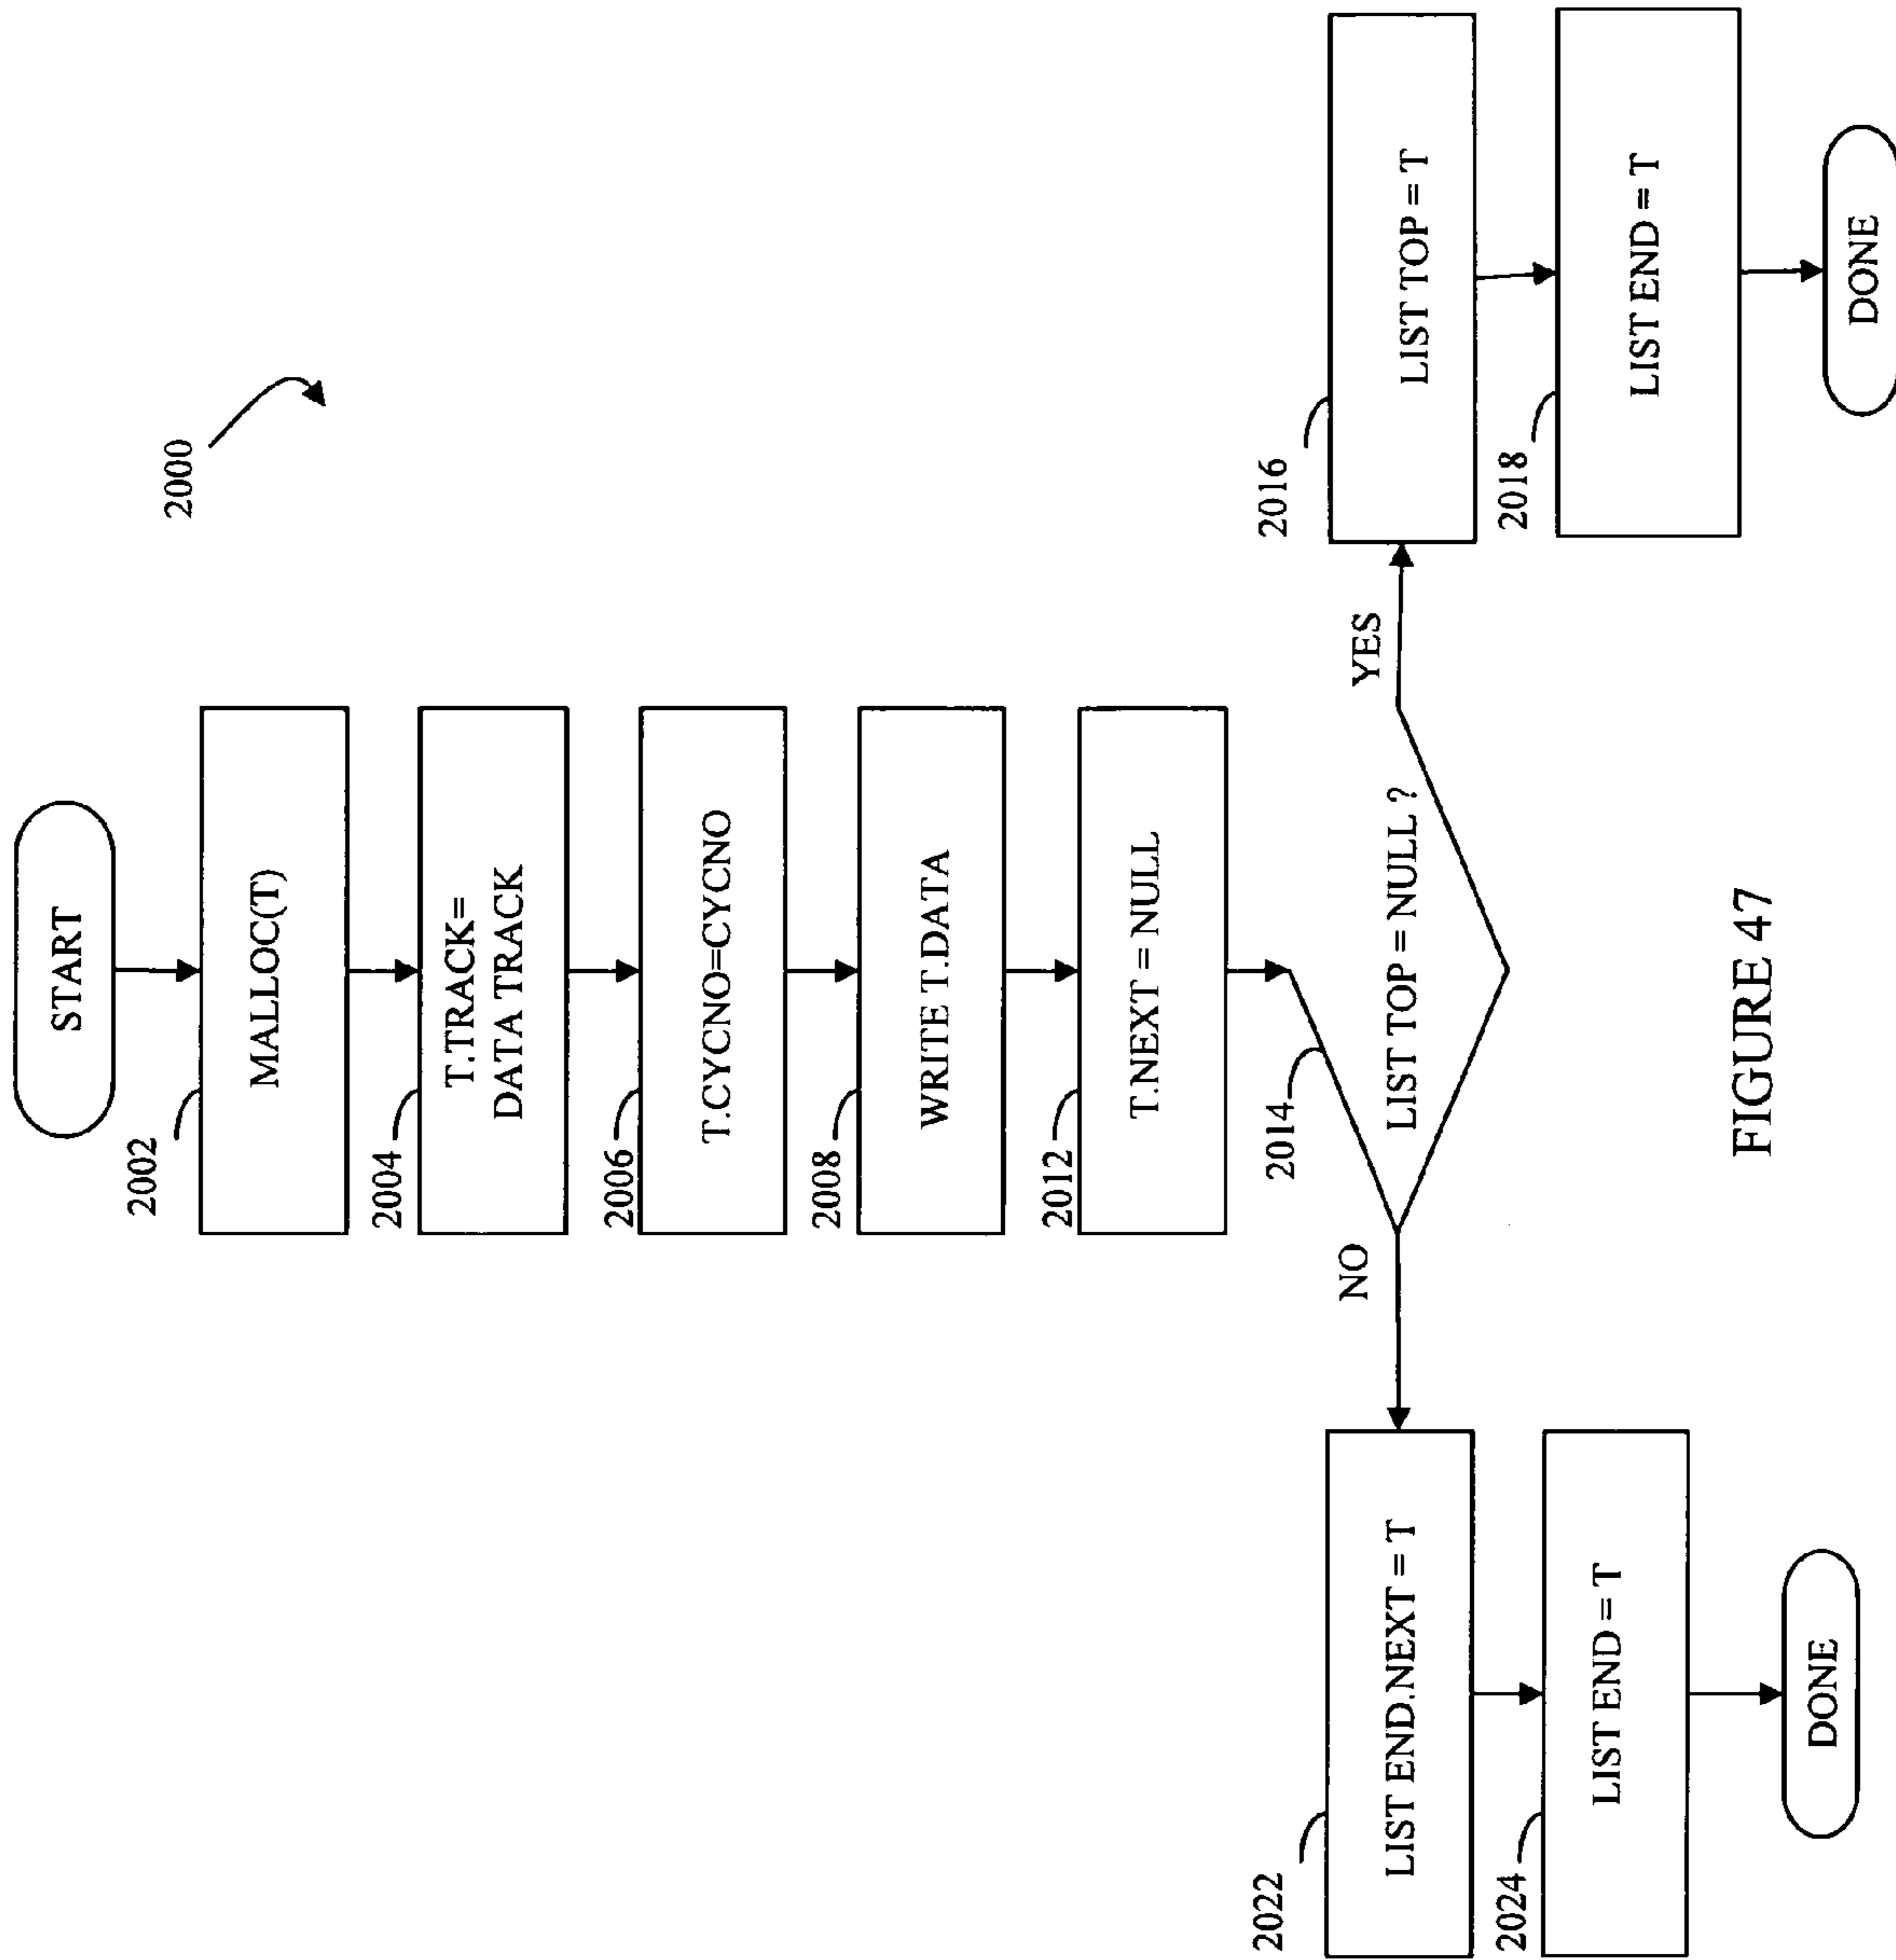 2000
START
2002
MALLOC(T)
2004
T.TRACK=
DATA TRACK
2006
T.CYCNO=CYCNO
2008
WRITE T.DATA
2012
T.NEXT = NULL
2014
LIST TOP = NULL ?
NO
YES
2022
LIST END.NEXT = T
2024
LIST END = T
DONE
2016
LIST TOP = T
2018
LIST END = T
DONE
FIGURE 47